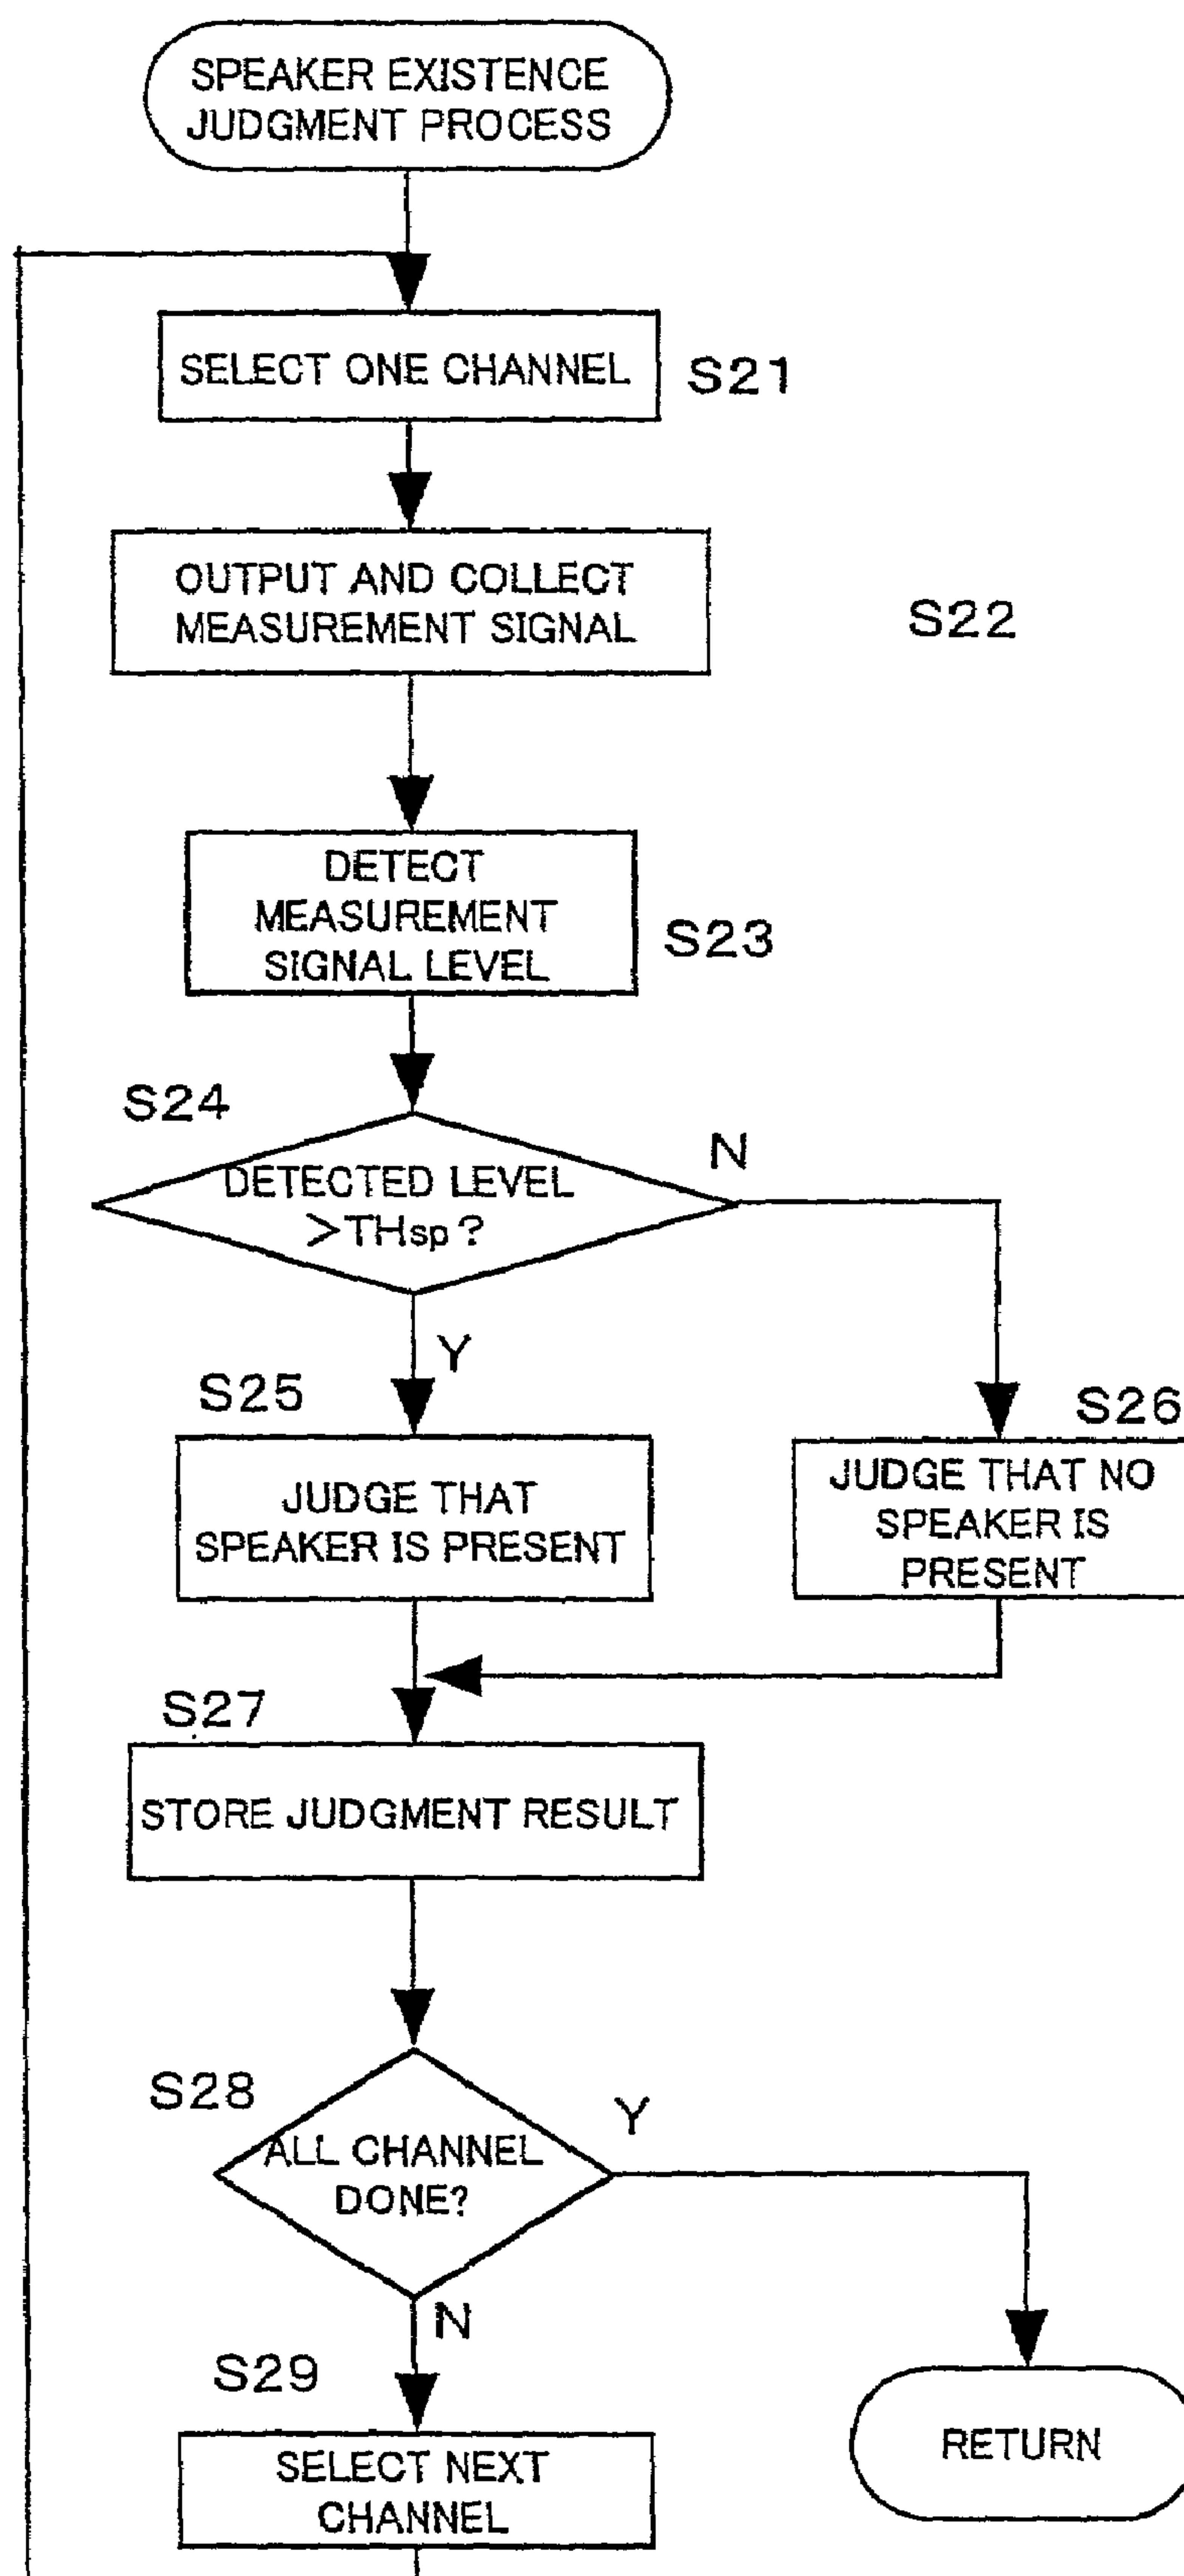 SPEAKER EXISTENCE
JUDGMENT PROCESS
SELECT ONE CHANNEL
S21
OUTPUT AND COLLECT
MEASUREMENT SIGNAL
S22
DETECT
MEASUREMENT
SIGNAL LEVEL
S23
S24
DETECTED LEVEL
>THsp?
N
Y
S25
JUDGE THAT
SPEAKER IS PRESENT
S26
JUDGE THAT NO
SPEAKER IS
PRESENT
S27
STORE JUDGMENT RESULT
S28
ALL CHANNEL
DONE?
Y
N
S29
SELECT NEXT
CHANNEL
RETURN